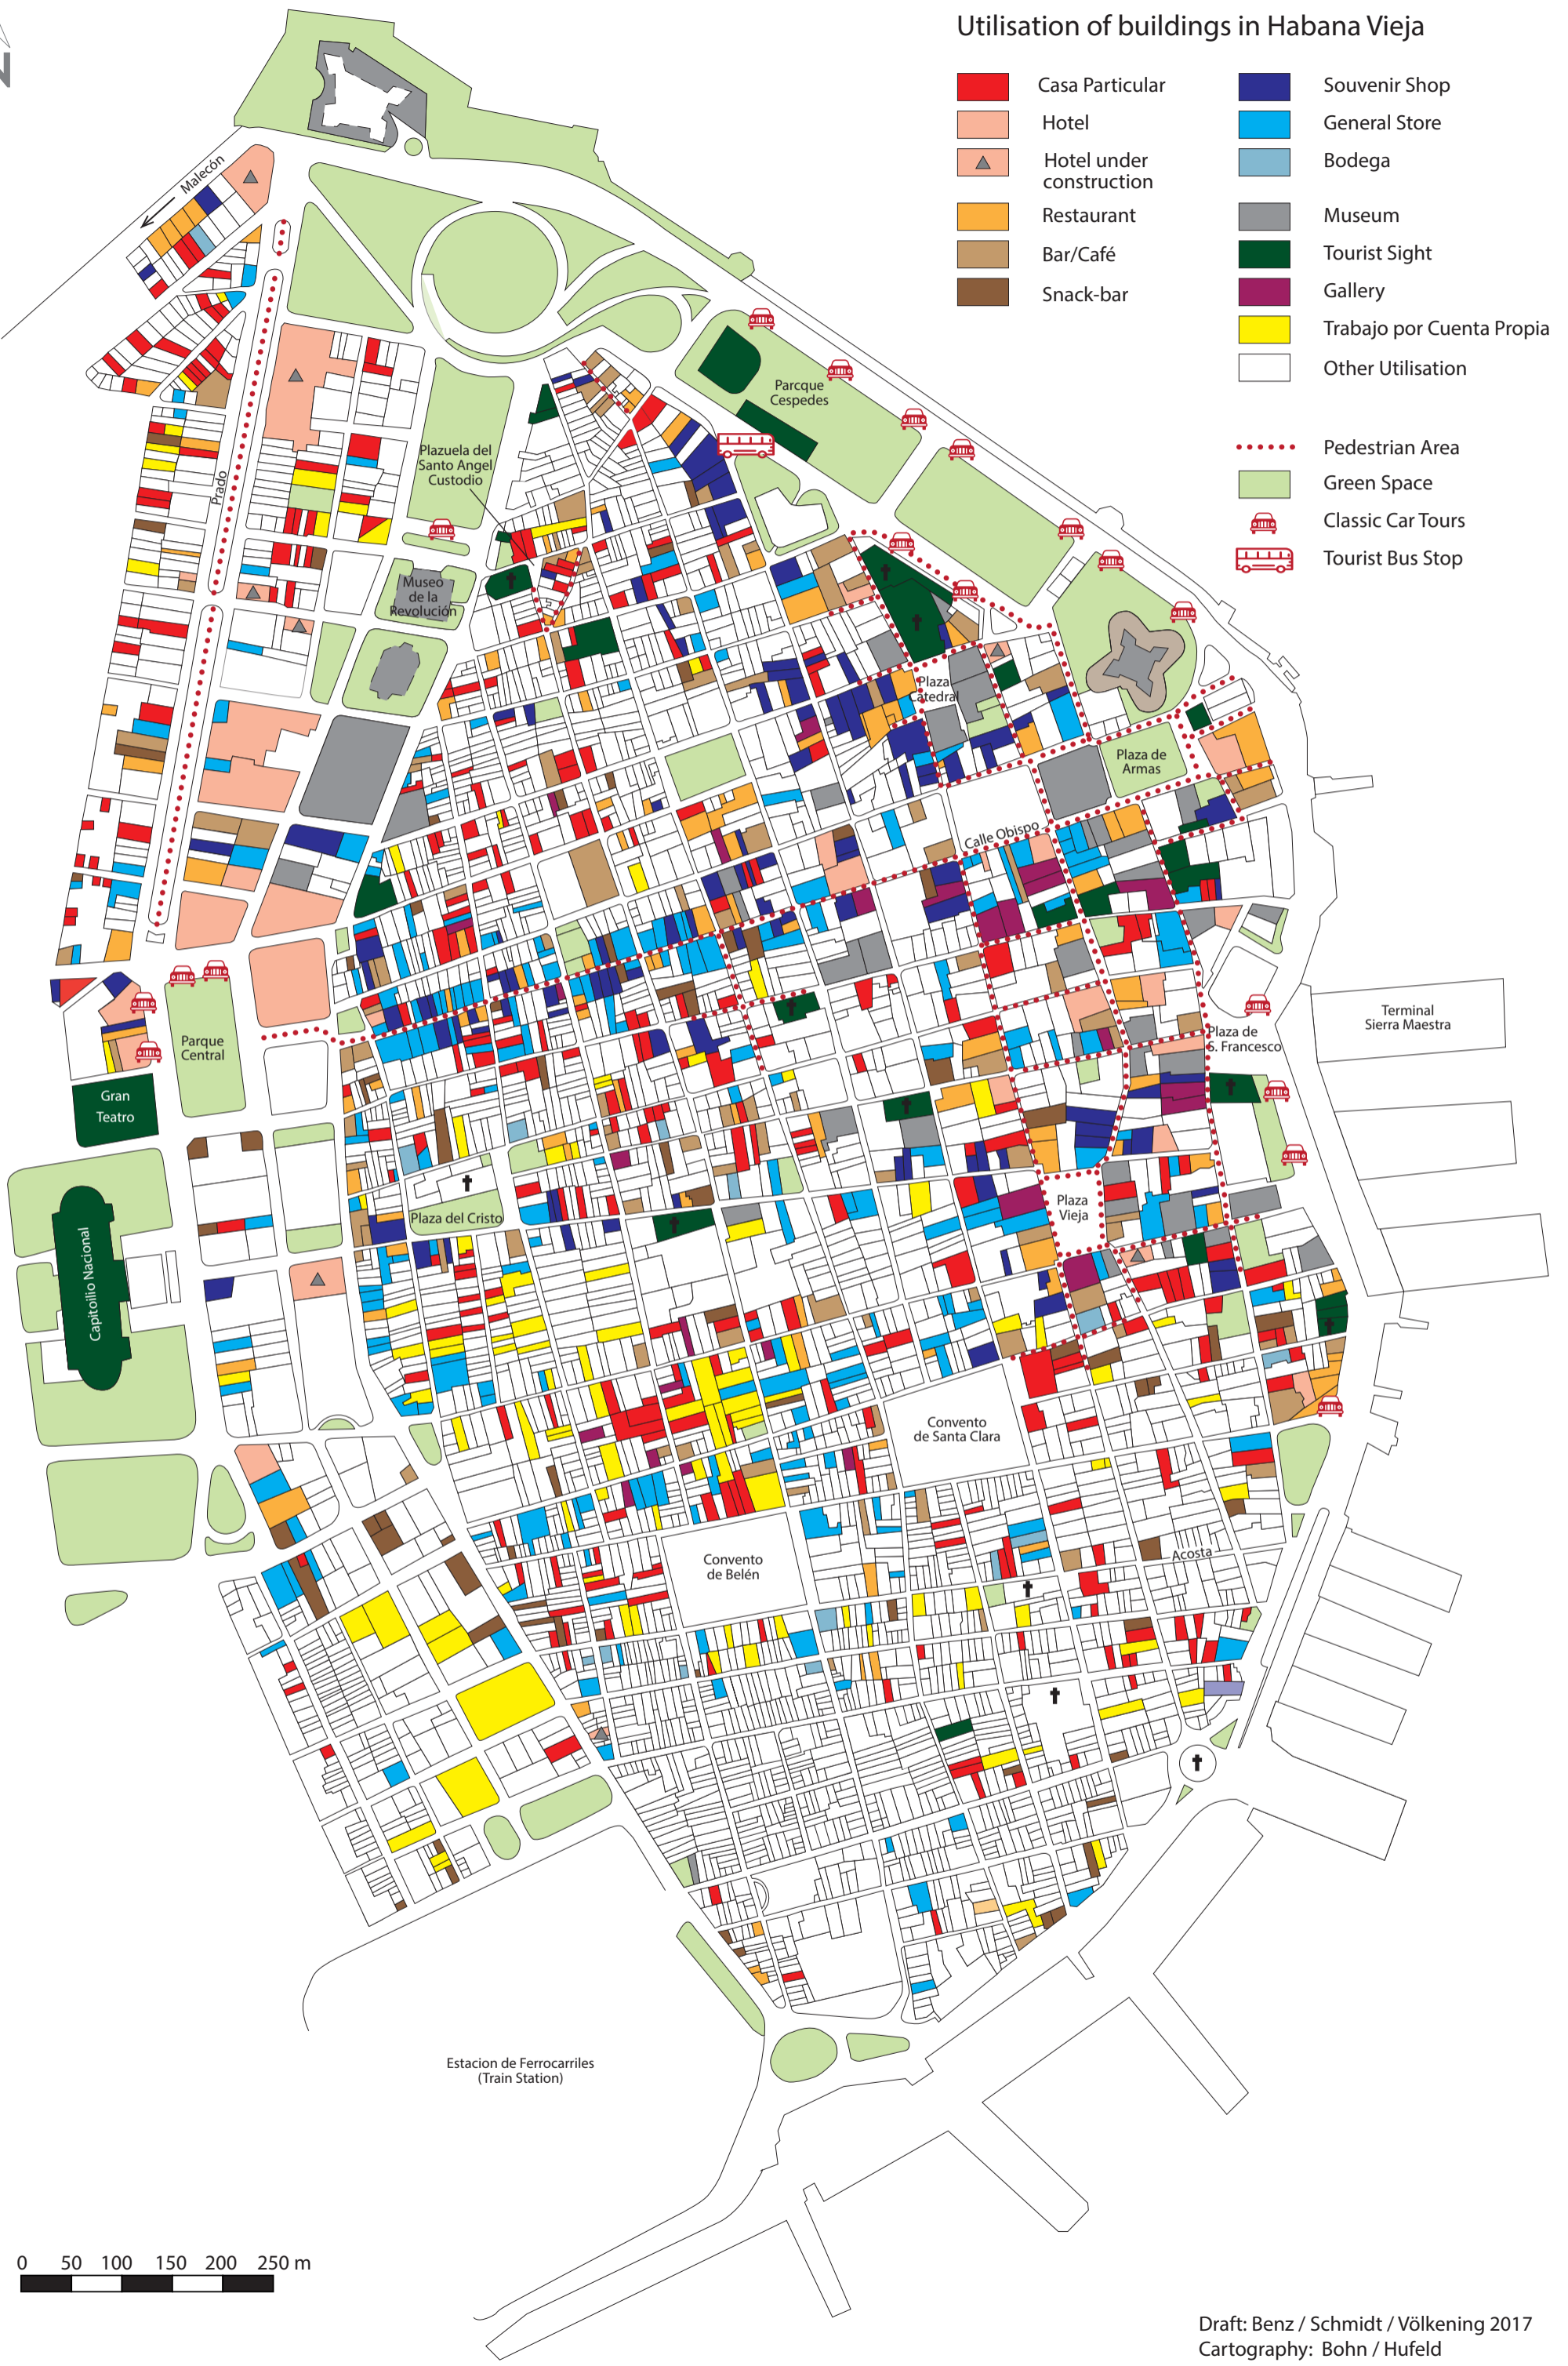 N
Utilisation of buildings in Habana Vieja
Casa Particular
Hotel
Hotel under
construction
Restaurant
Bar/Café
Snack-bar
Souvenir Shop
General Store
Bodega
Museum
Tourist Sight
Gallery
Trabajo por Cuenta Propia
Other Utilisation
Pedestrian Area
Green Space
Classic Car Tours
Tourist Bus Stop
Malecón
Prado
Parcque
Cespedes
Plazuela del
Santo Angel
Custodio
Museo
de la
Revolución
Plaza
Catedral
Plaza de
Armas
Calle Obispo
Terminal
Sierra Maestra
Plaza de
S. Francesco
Parque
Central
Gran
Teatro
Capitoilio Nacional
Plaza del Cristo
Plaza
Vieja
Convento
de Santa Clara
Convento
de Belén
Acosta
Estacion de Ferrocarriles
(Train Station)
0 50 100 150 200 250 m
Draft: Benz / Schmidt / Völkening 2017
Cartography: Bohn / Hufeld